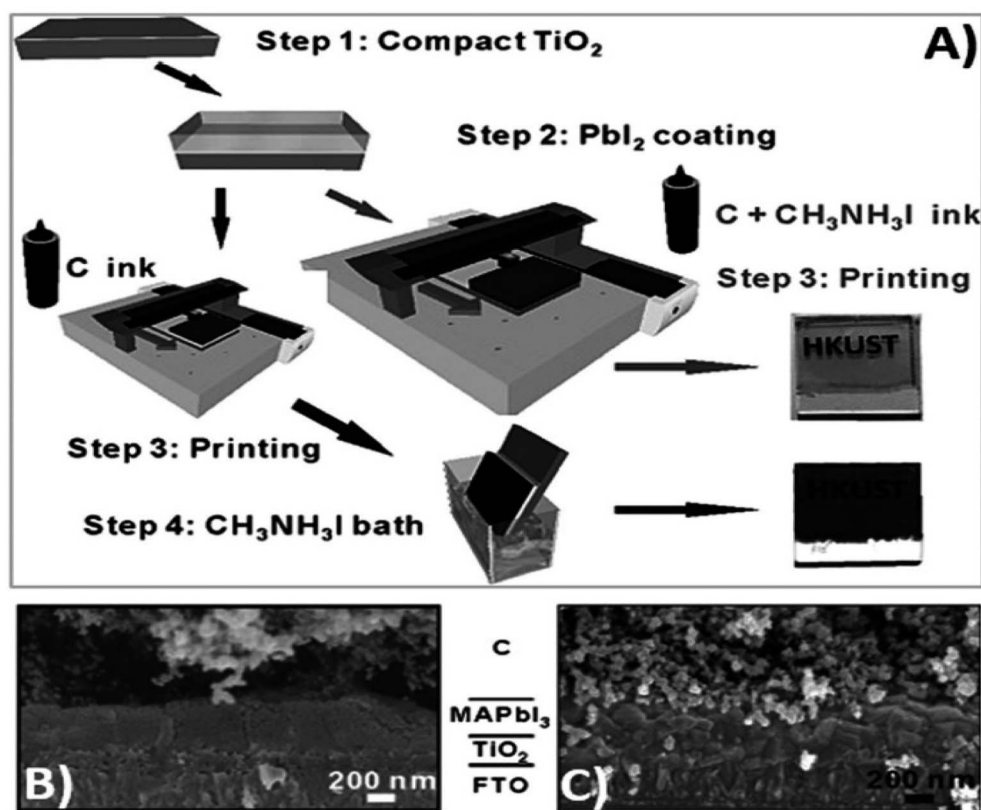 A)
Step 1: Compact TiO₂
Step 2: PbI₂ coating
C ink
C + CH₃NH₃I ink
Step 3: Printing
HKUST
Step 3: Printing
Step 4: CH₃NH₃I bath
HKUST
C
MAPbI₃
TiO₂
FTO
B)
200 nm
C)
200 nm